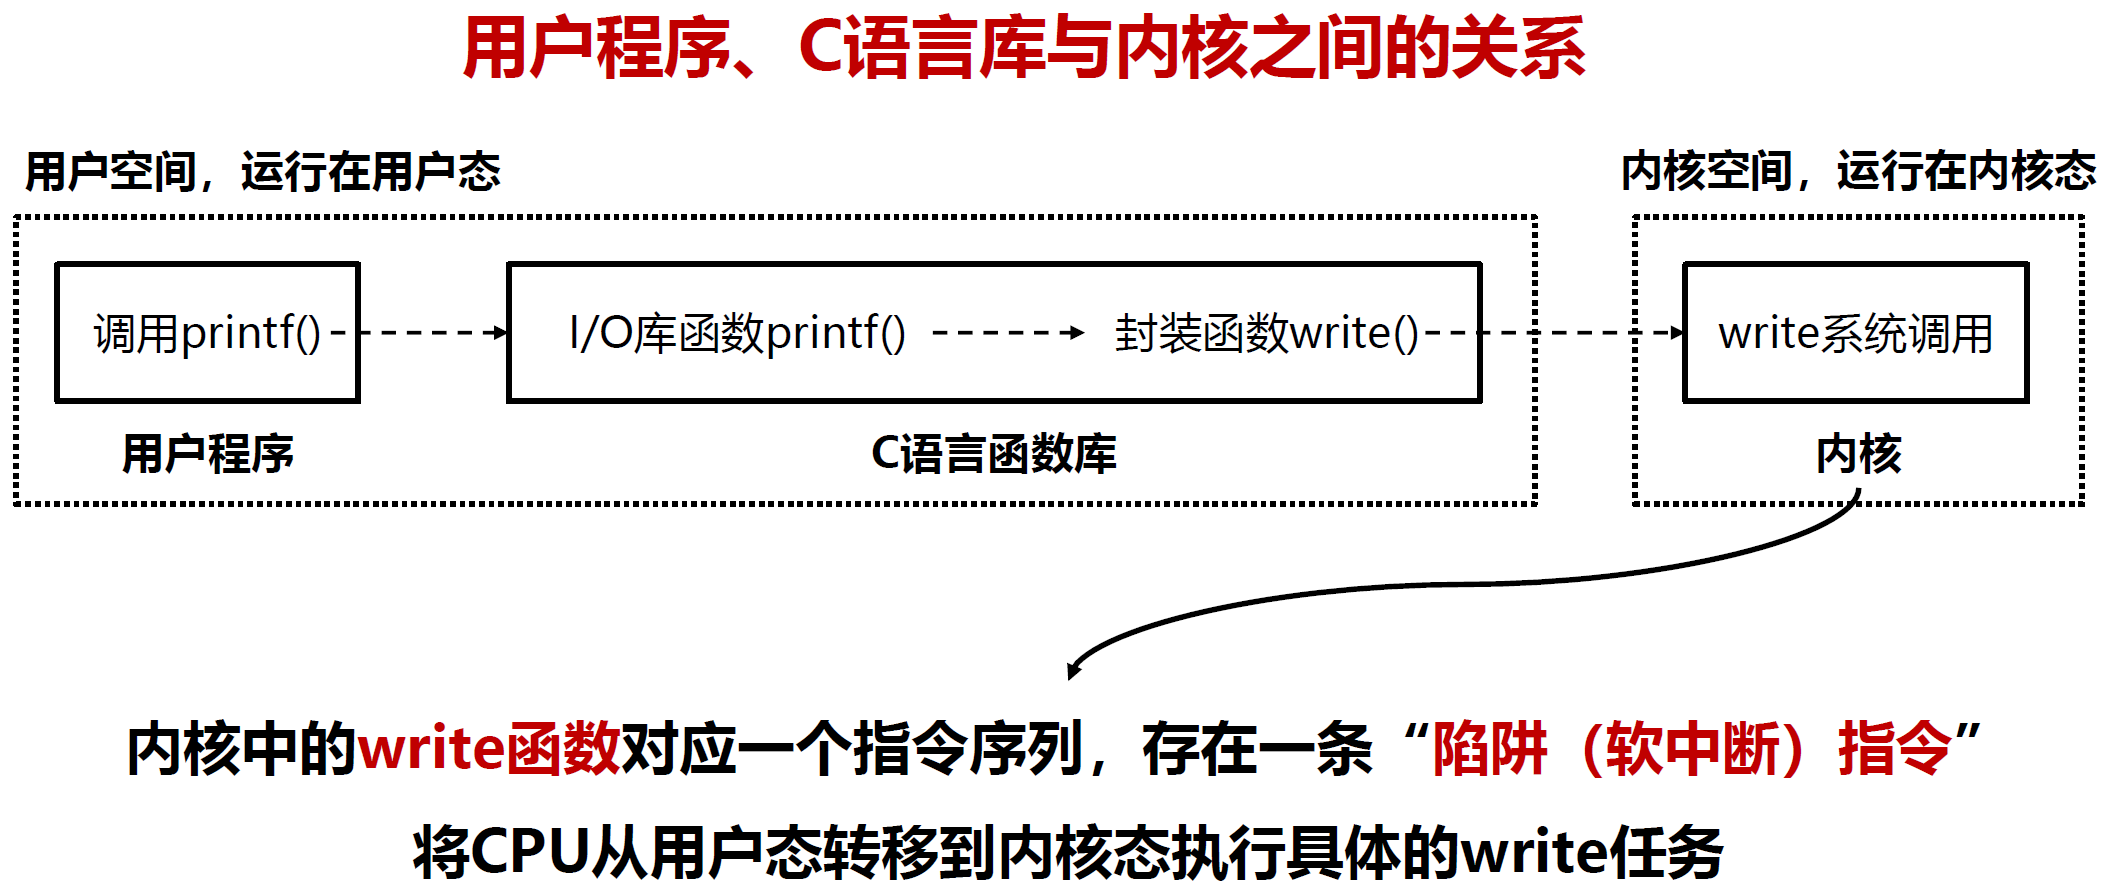 用户程序、C语言库与内核之间的关系
用户空间，运行在用户态
内核空间，运行在内核态
调用printf()
I/O库函数printf()
封装函数write()
write系统调用
用户程序
C语言函数库
内核
内核中的write函数对应一个指令序列，存在一条“陷阱（软中断）指令”
将CPU从用户态转移到内核态执行具体的write任务